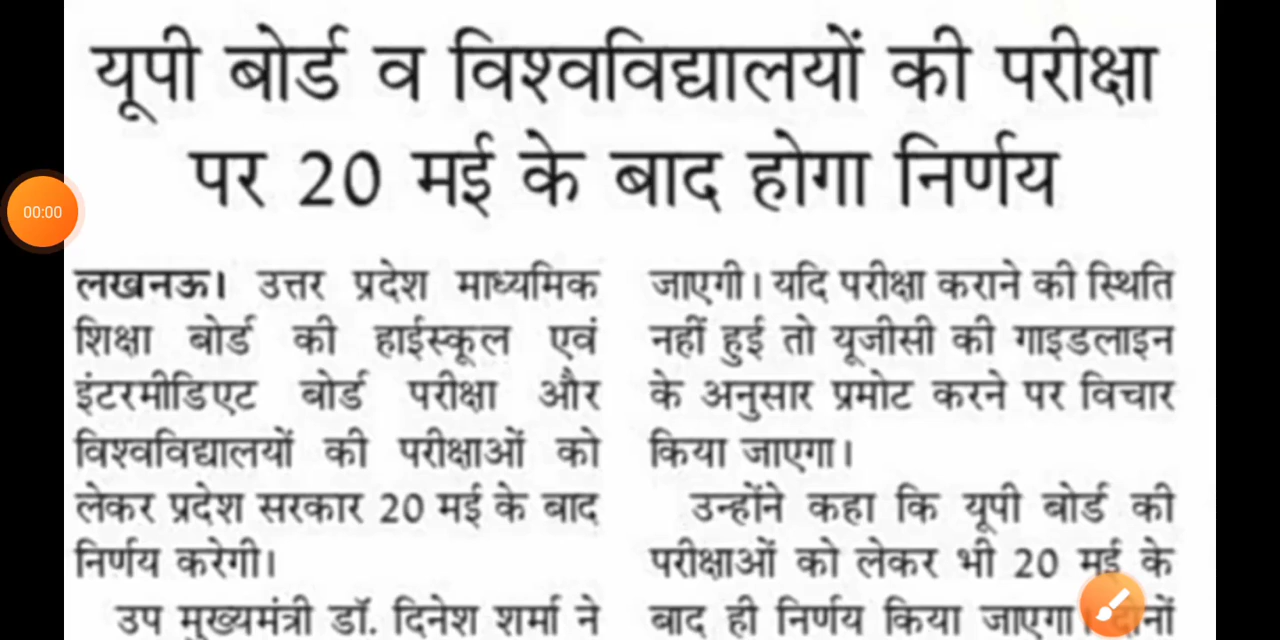 यूपी बोर्ड व विश्वविद्यालयों की परीक्षा
पर 20 मई के बाद होगा निर्णय
00:00
लखनऊ। उत्तर प्रदेश माध्यमिक
शिक्षा बोर्ड की हाईस्कूल एवं
इंटरमीडिएट बोर्ड परीक्षा और
विश्वविद्यालयों की परीक्षाओं को
लेकर प्रदेश सरकार 20 मई के बाद
निर्णय करेगी।
उप मुख्यमंत्री डॉ. दिनेश शर्मा ने
जाएगी। यदि परीक्षा कराने की स्थिति
नहीं हुई तो यूजीसी की गाइडलाइन
के अनुसार प्रमोट करने पर विचार
किया जाएगा।
उन्होंने कहा कि यूपी बोर्ड की
परीक्षाओं को लेकर भी 20 मई के
बाद ही निर्णय किया जाएगा। दोनों